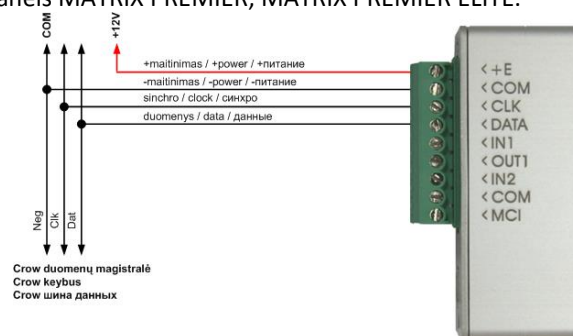 panels MATRIX PREMIER, MATRIX PREMIER ELITE.
COM
+12V
+maitinimas / +power / +питание
-maitinimas / -power / -питание
sinchro / clock / синхро
duomenys / data / данные
<+E
<COM
<CLK
<DATA
<IN1
<OUT1
<IN2
<COM
<MCI
Neg
Clk
Dat
Crow duomenų magistralė
Crow keybus
Crow шина данных